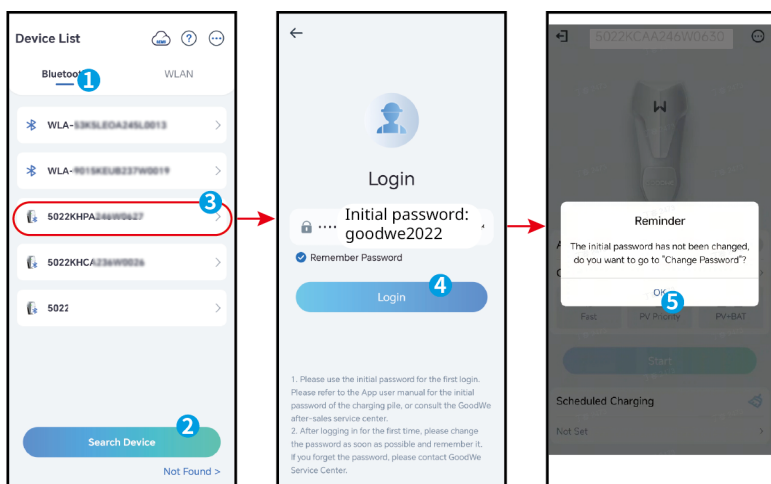 Device List
DEMO
?
Bluetoo
1
WLAN
WLA-
WLA-
5022KHPA
3
5022KHCA
5022
2
Search Device
Not Found >
Login
Initial password:
goodwe2022
Remember Password
4
Login
1. Please use the initial password for the first login.
Please refer to the App user manual for the initial
password of the charging pile, or consult the GoodWe
after-sales service center.
2. After logging in for the first time, please change
the password as soon as possible and remember it.
If you forget the password, please contact GoodWe
Service Center.
5022KCAA246W0630
Reminder
The initial password has not been changed,
do you want to go to "Change Password"?
OK
5
Fast
PV Priority
PV+BAT
Start
Scheduled Charging
Not Set